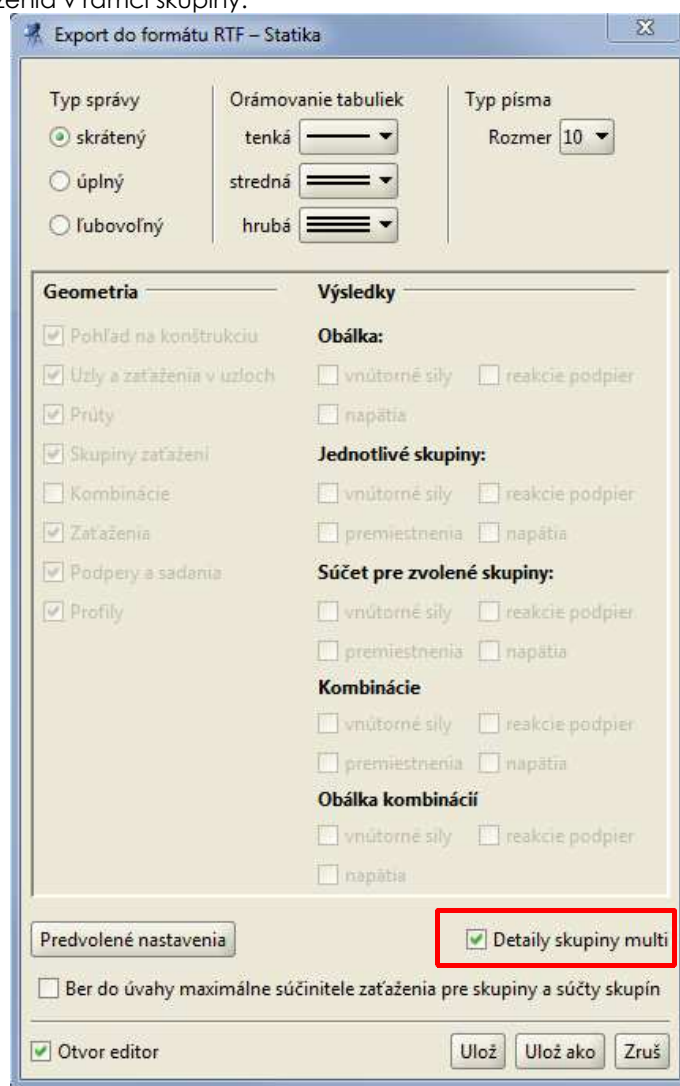 zenia v rámci skupiny.
Export do formátu RTF – Statika
Typ správy
Orámovanie tabuliek
Typ písma
skrátený
tenká
Rozmer 10
úplný
stredná
ľubovoľný
hrubá
Geometria
Výsledky
Pohľad na konštrukciu
Obálka:
Uzly a zaťaženia v uzloch
vnútorné sily
reakcie podpier
Prúty
napätia
Skupiny zaťažení
Jednotlivé skupiny:
Kombinácie
vnútorné sily
reakcie podpier
Zaťaženia
premiestnenia
napätia
Podpery a sadania
Súčet pre zvolené skupiny:
Profily
vnútorné sily
reakcie podpier
premiestnenia
napätia
Kombinácie
vnútorné sily
reakcie podpier
premiestnenia
napätia
Obálka kombinácií
vnútorné sily
reakcie podpier
napätia
Predvolené nastavenia
Detaily skupiny multi
Ber do úvahy maximálne súčinitele zaťaženia pre skupiny a súčty skupín
Otvor editor
Ulož
Ulož ako
Zruš